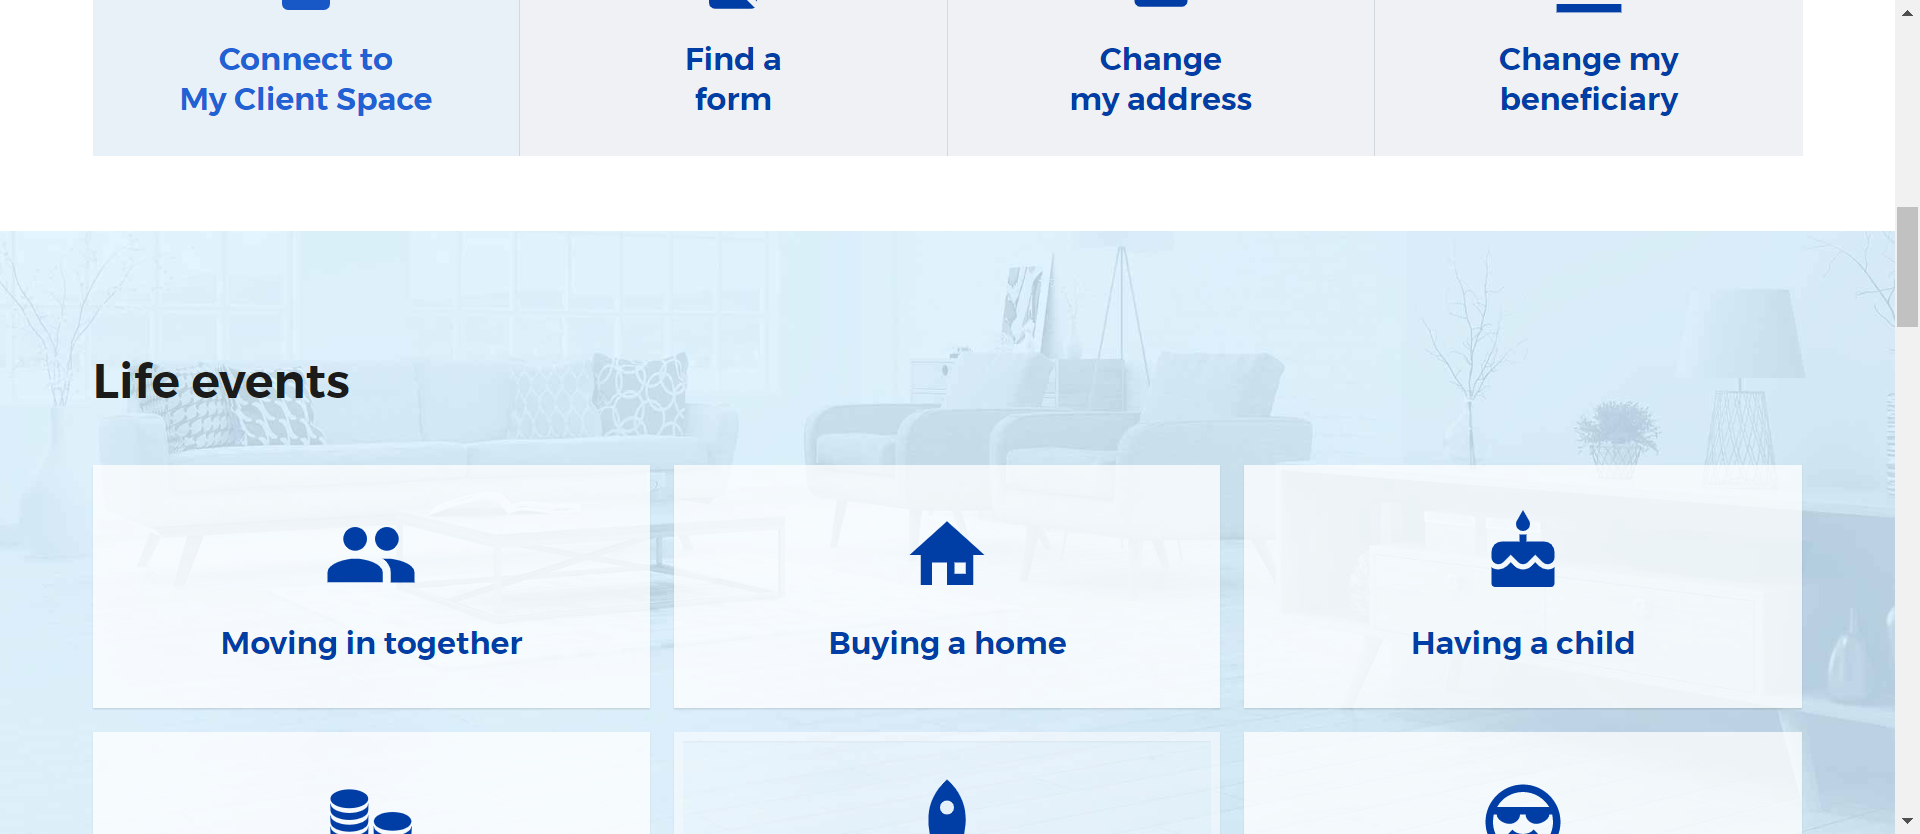 Connect to
My Client Space
Find a
form
Change
my address
Change my
beneficiary
Life events
Moving in together
Buying a home
Having a child